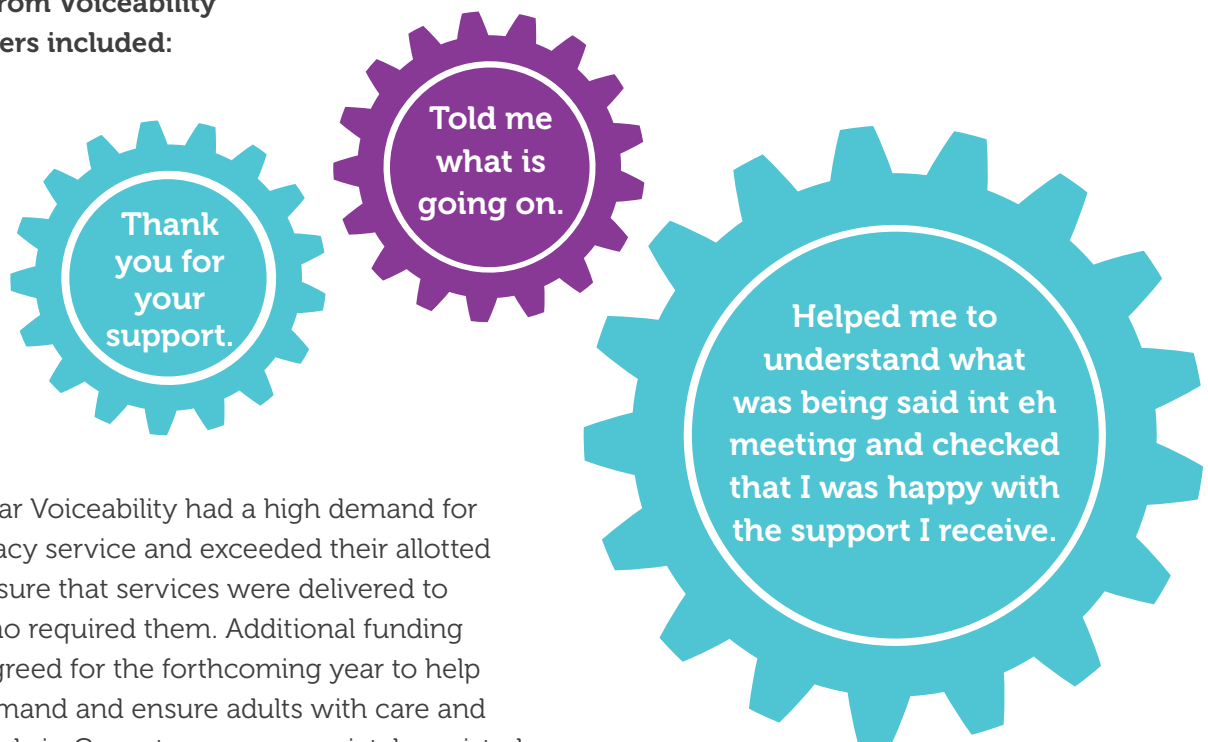 from Voiceability
ers included:
Told me
what is
going on.
Thank
you for
your
support.
Helped me to
understand what
was being said int eh
meeting and checked
that I was happy with
the support I receive.
ar Voiceability had a high demand for
acy service and exceeded their allotted
sure that services were delivered to
ho required them. Additional funding
greed for the forthcoming year to help
mand and ensure adults with care and